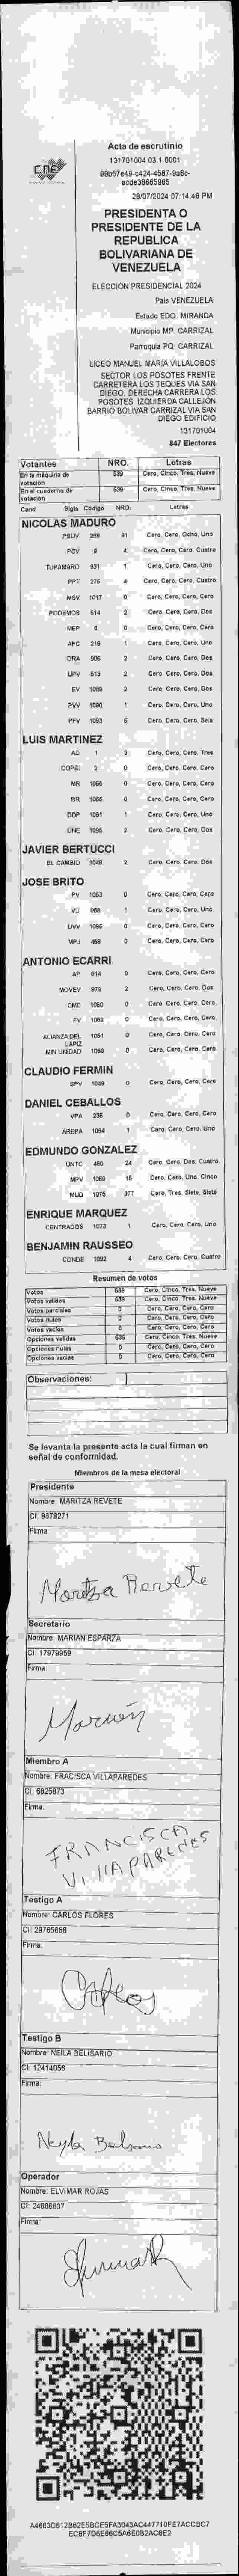 Acta de escrutinio
131701004.03.1.0001
28/07/2024 07:14:46 PM
CNE
PRESIDENTA O
PRESIDENTE DE LA
REPUBLICA
BOLIVARIANA DE
VENEZUELA
ELECCIÓN PRESIDENCIAL 2024
País VENEZUELA
Estado EDO. MIRANDA
Municipio MP. CARRIZAL
Parroquia PQ. CARRIZAL
LICEO MANUEL MARIA VILLALOBOS
SECTOR LOS POSOTES FRENTE
CARRETERA LOS TEQUES VIA SAN
DIEGO. DERECHA CARRERA LOS
POSOTES IZQUIERDA CALLEJÓN
BARRIO BOLIVAR CARRIZAL VIA SAN
DIEGO EDIFICIO
131701004
847 Electores
Votantes NRO. Letras
En la máquina de votación 539 Cero, Cinco, Tres, Nueve
En el cuaderno de votación 539 Cero, Cinco, Tres, Nueve
Cand Sigla Código NRO. Letras
NICOLAS MADURO
PSUV 269 81 Cero, Cero, Ocho, Uno
PCV 9 4 Cero, Cero, Cero, Cuatro
TUPAMARO 931 1 Cero, Cero, Cero, Uno
PPT 275 4 Cero, Cero, Cero, Cuatro
MSV 1017 0 Cero, Cero, Cero, Cero
PODEMOS 514 2 Cero, Cero, Cero, Dos
MEP 6 0 Cero, Cero, Cero, Cero
APC 319 1 Cero, Cero, Cero, Uno
ORA 906 2 Cero, Cero, Cero, Dos
UPV 613 2 Cero, Cero, Cero, Dos
EV 1089 2 Cero, Cero, Cero, Dos
PVV 1090 1 Cero, Cero, Cero, Uno
PFV 1093 6 Cero, Cero, Cero, Seis
LUIS MARTINEZ
AD 1 3 Cero, Cero, Cero, Tres
COPEI 2 0 Cero, Cero, Cero, Cero
MR 1066 0 Cero, Cero, Cero, Cero
BR 1056 0 Cero, Cero, Cero, Cero
DDP 1091 1 Cero, Cero, Cero, Uno
UNE 1095 2 Cero, Cero, Cero, Dos
JAVIER BERTUCCI
EL CAMBIO 1048 2 Cero, Cero, Cero, Dos
JOSE BRITO
PV 1053 0 Cero, Cero, Cero, Cero
VU 868 1 Cero, Cero, Cero, Uno
UVV 1096 0 Cero, Cero, Cero, Cero
MPJ 458 0 Cero, Cero, Cero, Cero
ANTONIO ECARRI
AP 814 0 Cero, Cero, Cero, Cero
MOVEV 978 2 Cero, Cero, Cero, Dos
CMC 1050 0 Cero, Cero, Cero, Cero
FV 1082 0 Cero, Cero, Cero, Cero
ALIANZA DEL LAPIZ 1051 0 Cero, Cero, Cero, Cero
MIN UNIDAD 1058 0 Cero, Cero, Cero, Cero
CLAUDIO FERMIN
SPV 1049 0 Cero, Cero, Cero, Cero
DANIEL CEBALLOS
VPA 236 0 Cero, Cero, Cero, Cero
AREPA 1094 1 Cero, Cero, Cero, Uno
EDMUNDO GONZALEZ
UNTC 460 24 Cero, Cero, Dos, Cuatro
MPV 1069 15 Cero, Cero, Uno, Cinco
MUD 1075 377 Cero, Tres, Siete, Siete
ENRIQUE MARQUEZ
CENTRADOS 1073 1 Cero, Cero, Cero, Uno
BENJAMIN RAUSSEO
CONDE 1092 4 Cero, Cero, Cero, Cuatro
Resumen de votos
Votos 539 Cero, Cinco, Tres, Nueve
Votos validos 539 Cero, Cinco, Tres, Nueve
Votos parciales 0 Cero, Cero, Cero, Cero
Votos nulos 0 Cero, Cero, Cero, Cero
Votos vacíos 0 Cero, Cero, Cero, Cero
Opciones validas 539 Cero, Cinco, Tres, Nueve
Opciones nulas 0 Cero, Cero, Cero, Cero
Opciones vacías 0 Cero, Cero, Cero, Cero
Observaciones:
Se levanta la presente acta la cual firman en
señal de conformidad.
Miembros de la mesa electoral
Presidente
Nombre: MARITZA REVETE
CI: 8678271
Firma
Maritza Revete
Secretario
Nombre: MARIAN ESPARZA
CI: 17979959
Firma:
Marian
Miembro A
Nombre: FRACISCA VILLAPAREDES
CI: 6825873
Firma:
FRANCISCA
VILLAPAREDES
Testigo A
Nombre: CARLOS FLORES
CI: 29765668
Firma:
Carlos
Testigo B
Nombre: NEILA BELISARIO
CI: 12414056
Firma:
Neyla Belisario
Operador
Nombre: ELVIMAR ROJAS
CI: 24886637
Firma: